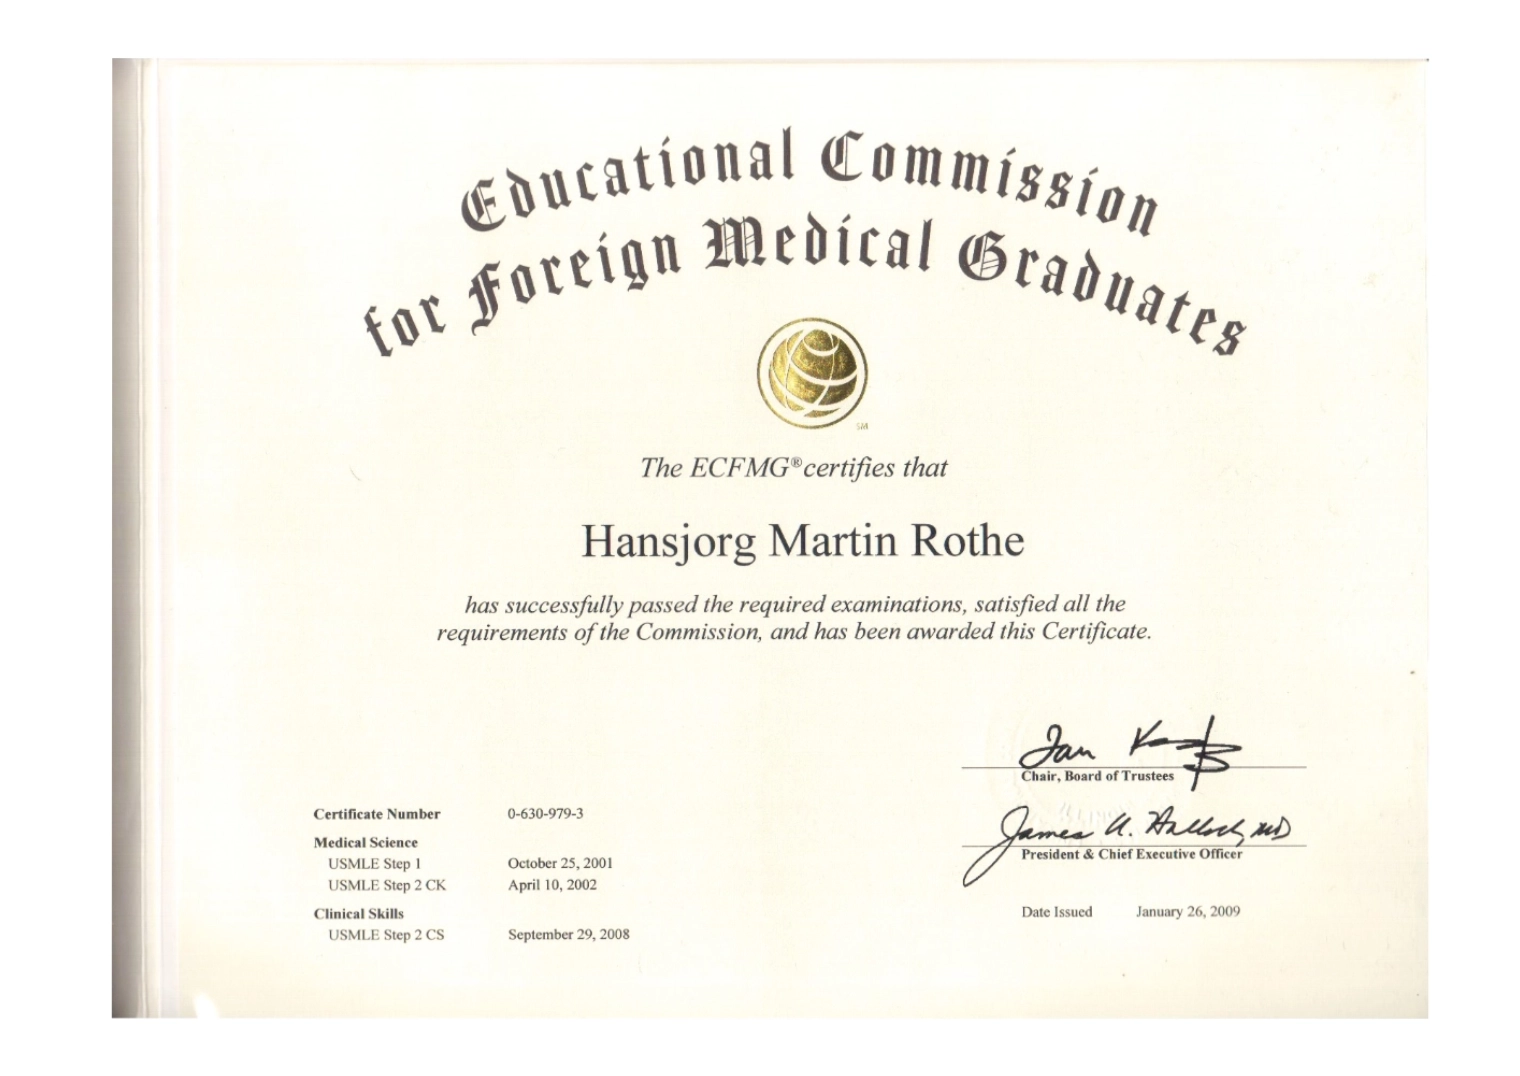 Educational Commission
for Foreign Medical Graduates
SM
The ECFMG® certifies that
Hansjorg Martin Rothe
has successfully passed the required examinations, satisfied all the
requirements of the Commission, and has been awarded this Certificate.
Chair, Board of Trustees
James A. Hallock, MD
President & Chief Executive Officer
Certificate Number 0-630-979-3
Medical Science
USMLE Step 1 October 25, 2001
USMLE Step 2 CK April 10, 2002
Clinical Skills
USMLE Step 2 CS September 29, 2008
Date Issued January 26, 2009